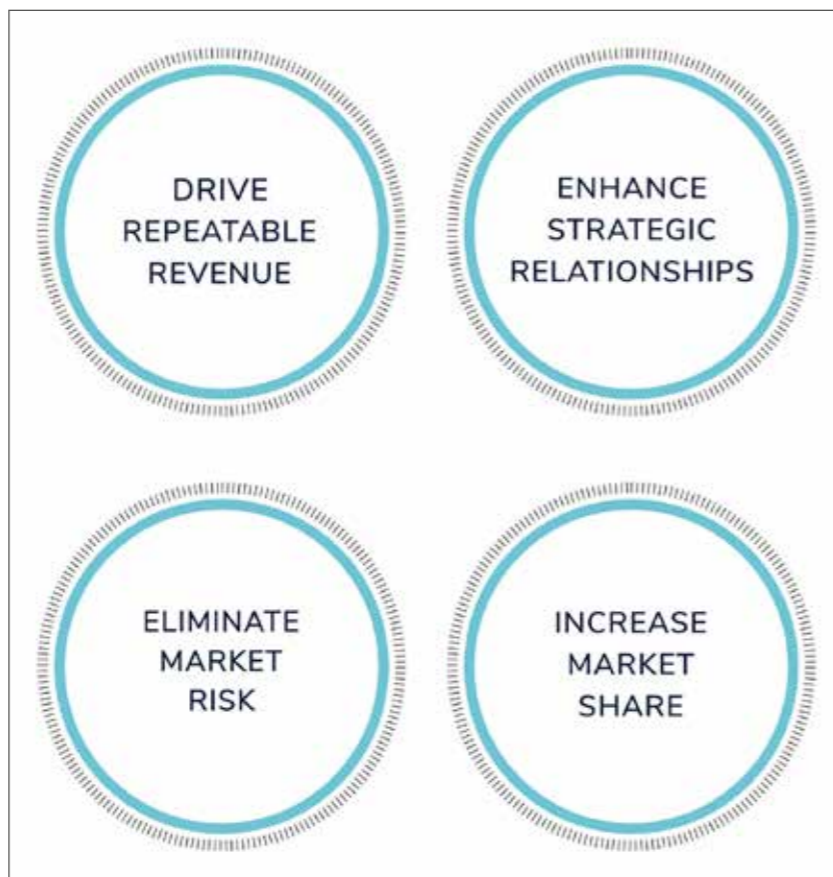 DRIVE
REPEATABLE
REVENUE
ENHANCE
STRATEGIC
RELATIONSHIPS
ELIMINATE
MARKET
RISK
INCREASE
MARKET
SHARE